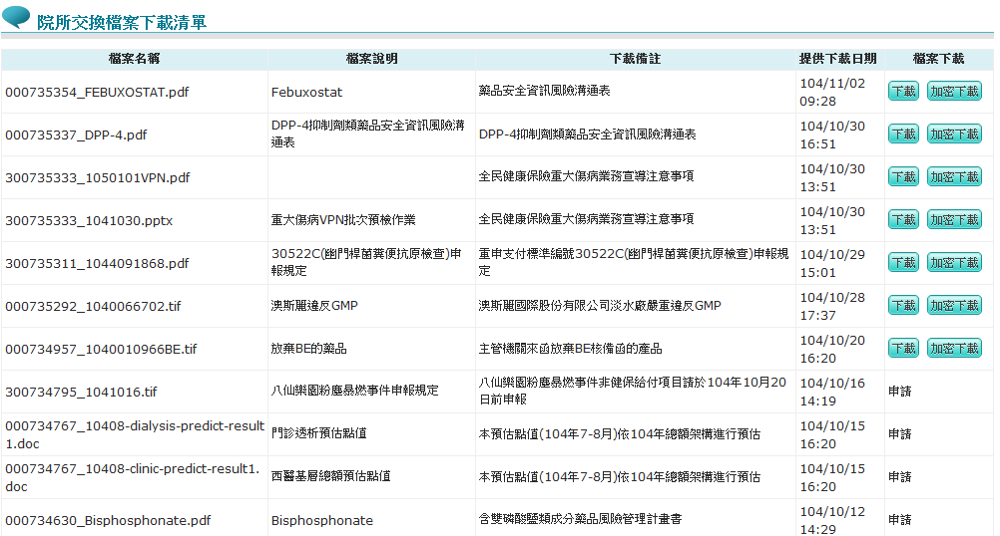 院所交換檔案下載清單
檔案名稱 檔案說明 下載備註 提供下載日期 檔案下載
000735354_FEBUXOSTAT.pdf Febuxostat 藥品安全資訊風險溝通表 104/11/02 09:28 下載 加密下載
000735337_DPP-4.pdf DPP-4抑制劑類藥品安全資訊風險溝通表 DPP-4抑制劑類藥品安全資訊風險溝通表 104/10/30 16:51 下載 加密下載
300735333_1050101VPN.pdf 全民健康保險重大傷病業務宣導注意事項 104/10/30 13:51 下載 加密下載
300735333_1041030.pptx 重大傷病VPN批次預檢作業 全民健康保險重大傷病業務宣導注意事項 104/10/30 13:51 下載 加密下載
300735311_1044091868.pdf 30522C(幽門桿菌糞便抗原檢查)申報規定 重申支付標準編號30522C(幽門桿菌糞便抗原檢查)申報規定 104/10/29 15:01 下載 加密下載
000735292_1040066702.tif 澳斯麗違反GMP 澳斯麗國際股份有限公司淡水廠嚴重違反GMP 104/10/28 17:37 下載 加密下載
000734957_1040010966BE.tif 放棄BE的藥品 主管機關來函放棄BE核備函的產品 104/10/20 16:20 下載 加密下載
300734795_1041016.tif 八仙樂園粉塵暴燃事件申報規定 八仙樂園粉塵暴燃事件非健保給付項目請於104年10月20日前申報 104/10/16 14:19 申請
000734767_10408-dialysis-predict-result1.doc 門診透析預估點值 本預估點值(104年7-8月)依104年總額架構進行預估 104/10/15 16:20 申請
000734767_10408-clinic-predict-result1.doc 西醫基層總額預估點值 本預估點值(104年7-8月)依104年總額架構進行預估 104/10/15 16:20 申請
000734630_Bisphosphonate.pdf Bisphosphonate 含雙磷酸鹽類成分藥品風險管理計畫書 104/10/12 14:29 申請